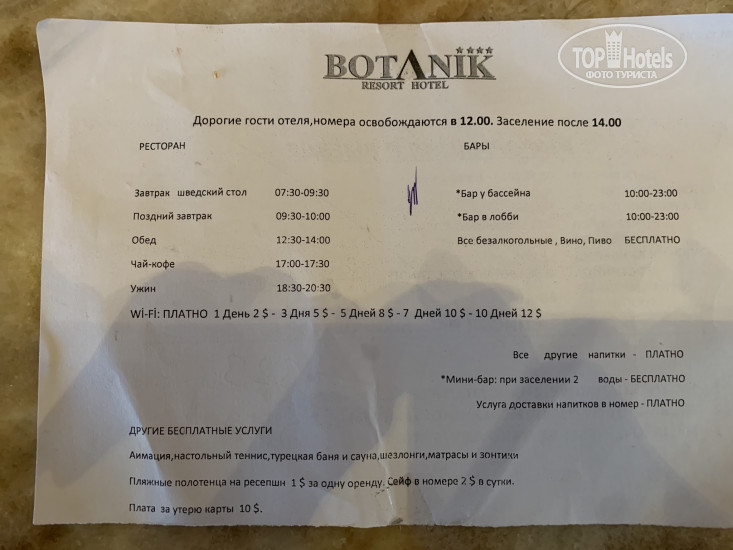 BOTANİK
RESORT HOTEL
TOP Hotels
ФОТО ТУРИСТА
Дорогие гости отеля,номера освобождаются в 12.00. Заселение после 14.00
РЕСТОРАН БАРЫ
Завтрак шведский стол 07:30-09:30 *Бар у бассейна 10:00-23:00
Поздний завтрак 09:30-10:00 *Бар в лобби 10:00-23:00
Обед 12:30-14:00 Все безалкогольные , Вино, Пиво БЕСПЛАТНО
Чай-кофе 17:00-17:30
Ужин 18:30-20:30
Wİ-Fİ: ПЛАТНО 1 День 2 $ - 3 Дня 5 $ - 5 Дней 8 $ - 7 Дней 10 $ - 10 Дней 12 $
Все другие напитки - ПЛАТНО
*Мини-бар: при заселении 2 воды - БЕСПЛАТНО
Услуга доставки напитков в номер - ПЛАТНО
ДРУГИЕ БЕСПЛАТНЫЕ УСЛУГИ
Аимация,настольный теннис,турецкая баня и сауна,шезлонги,матрасы и зонтики
Пляжные полотенца на ресепшн 1 $ за одну оренду. Сейф в номере 2 $ в сутки.
Плата за утерю карты 10 $.